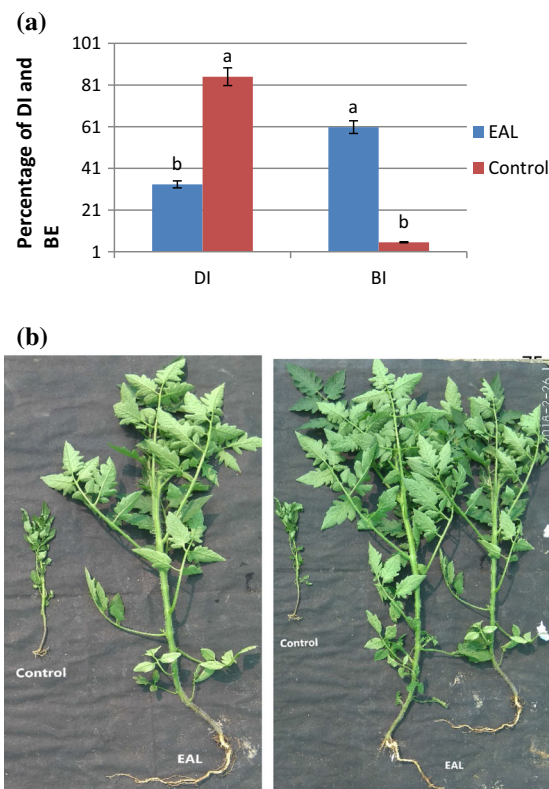 (a)
Percentage of DI and
BE
101
81
61
41
21
1
b
a
a
b
DI
BI
EAL
Control
(b)
Control
EAL
Control
EAL